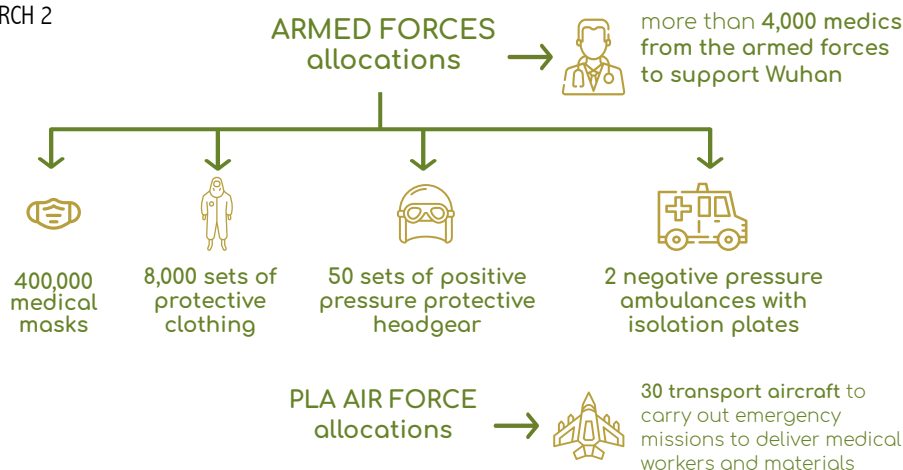 RCH 2
ARMED FORCES
allocations
more than 4,000 medics
from the armed forces
to support Wuhan
400,000
medical
masks
8,000 sets of
protective
clothing
50 sets of positive
pressure protective
headgear
2 negative pressure
ambulances with
isolation plates
PLA AIR FORCE
allocations
30 transport aircraft to
carry out emergency
missions to deliver medical
workers and materials